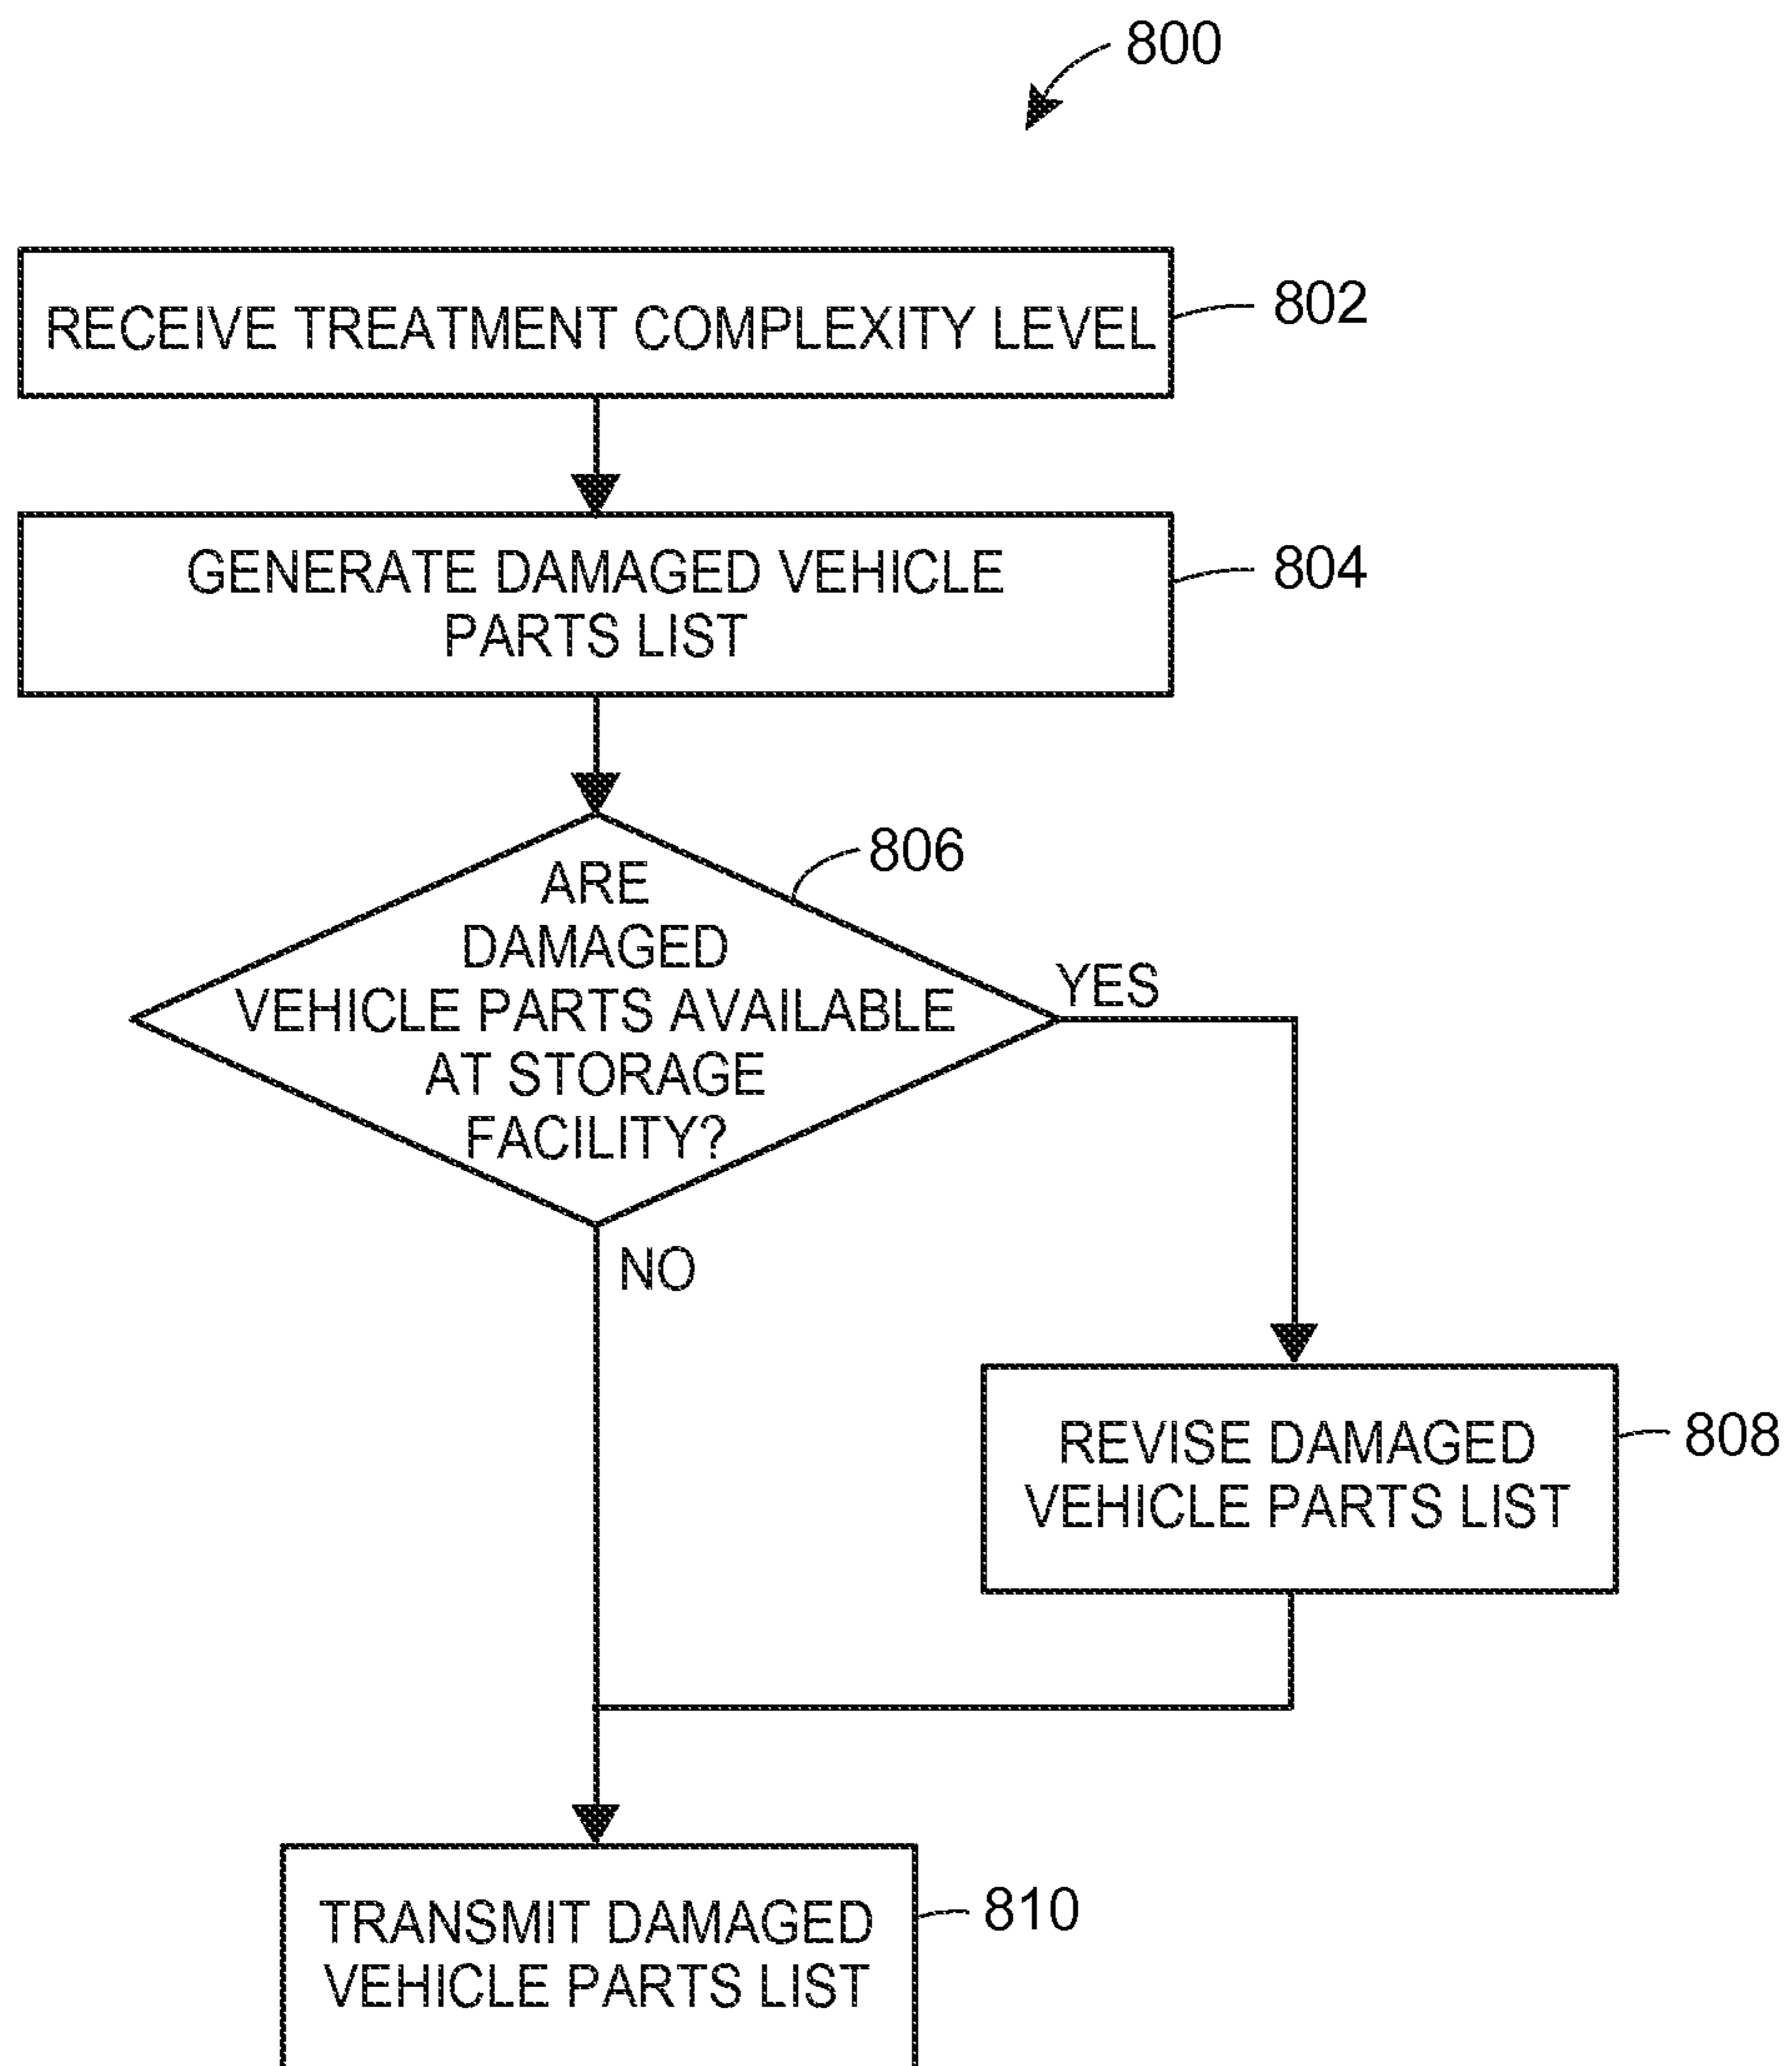 800
RECEIVE TREATMENT COMPLEXITY LEVEL
802
GENERATE DAMAGED VEHICLE
PARTS LIST
804
806
ARE
DAMAGED
VEHICLE PARTS AVAILABLE
AT STORAGE
FACILITY?
YES
NO
REVISE DAMAGED
VEHICLE PARTS LIST
808
TRANSMIT DAMAGED
VEHICLE PARTS LIST
810